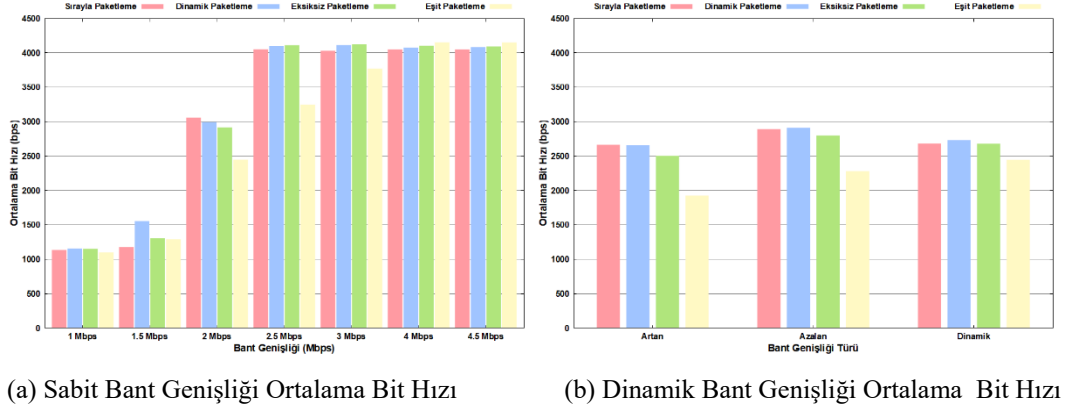 Sırayla Paketleme Dinamik Paketleme Eksiksiz Paketleme Eşit Paketleme
4500
4000
3500
3000
2500
2000
1500
1000
500
0
Ortalama Bit Hızı (bps)
1 Mbps 1.5 Mbps 2 Mbps 2.5 Mbps 3 Mbps 4 Mbps 4.5 Mbps
Bant Genişliği (Mbps)
(a) Sabit Bant Genişliği Ortalama Bit Hızı
Sırayla Paketleme Dinamik Paketleme Eksiksiz Paketleme Eşit Paketleme
4500
4000
3500
3000
2500
2000
1500
1000
500
0
Ortalama Bit Hızı (bps)
Artan Azalan Dinamik
Bant Genişliği Türü
(b) Dinamik Bant Genişliği Ortalama Bit Hızı